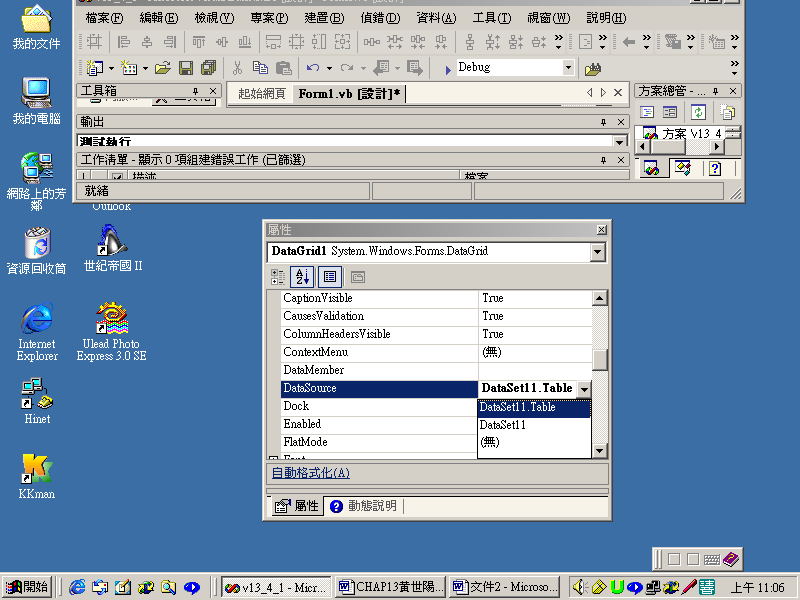 檔案(F) 編輯(E) 檢視(V) 專案(P) 建置(B) 偵錯(D) 資料(A) 工具(T) 視窗(W) 說明(H)
Debug
工具箱
起始網頁 Form1.vb [設計]*
方案總管 - ...
輸出
測試執行
方案 'v13_4
工作清單 - 顯示 0 項組建錯誤工作 (已篩選)
! 描述 檔案
就緒
我的文件
我的電腦
網路上的芳鄰
Outlook
資源回收筒
世紀帝國 II
Internet Explorer
Ulead Photo Express 3.0 SE
Hinet
KKman
屬性
DataGrid1 System.Windows.Forms.DataGrid
CaptionVisible True
CausesValidation True
ColumnHeadersVisible True
ContextMenu (無)
DataMember
DataSource DataSet11.Table
Dock DataSet11.Table
Enabled DataSet11
FlatMode (無)
Font
自動格式化(A)
屬性 動態說明
開始
v13_4_1 - Micr...
CHAP13黃世陽...
文件2 - Microso...
上午 11:06